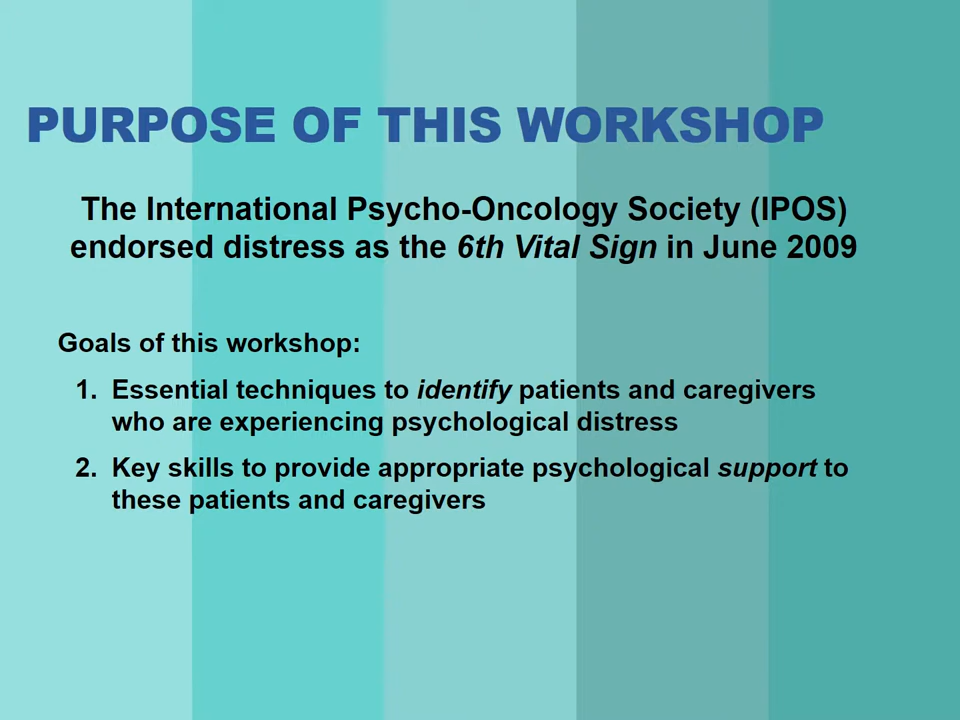 PURPOSE OF THIS WORKSHOP
The International Psycho-Oncology Society (IPOS)
endorsed distress as the 6th Vital Sign in June 2009
Goals of this workshop:
1. Essential techniques to identify patients and caregivers
who are experiencing psychological distress
2. Key skills to provide appropriate psychological support to
these patients and caregivers